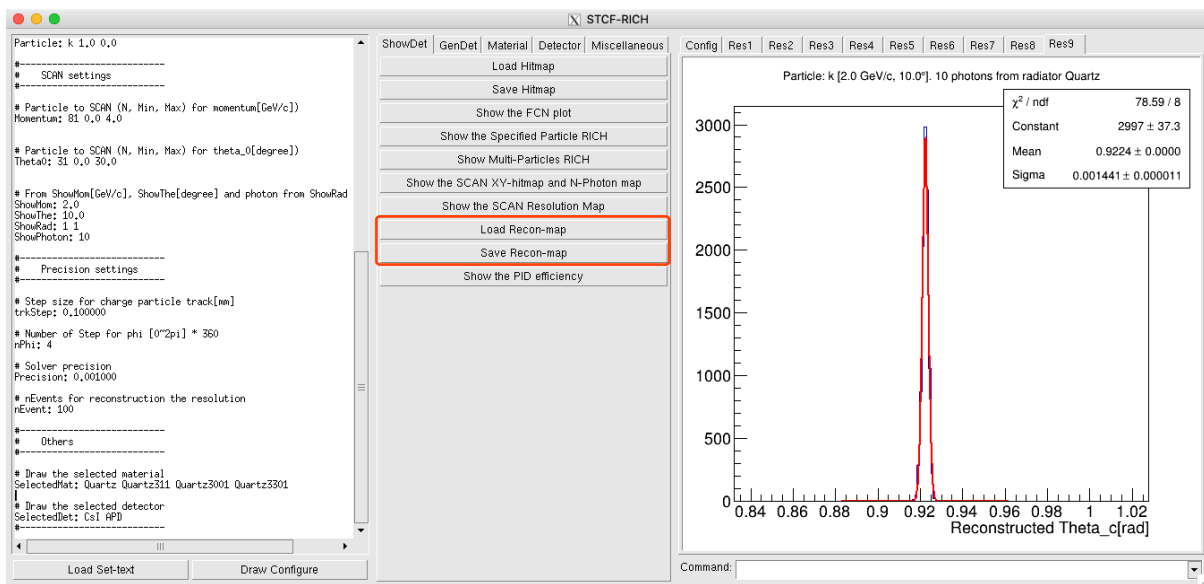 STCF-RICH
Particle: k 1.0 0.0
#---------------------------
#    SCAN settings
#---------------------------
# Particle to SCAN (N, Min, Max) for momentum[GeV/c])
Momentum: 81 0.0 4.0
# Particle to SCAN (N, Min, Max) for theta_0[degree])
Theta0: 31 0.0 30.0
# From ShowMom[GeV/c], ShowThe[degree] and photon from ShowRad
ShowMom: 2.0
ShowThe: 10.0
ShowRad: 1 1
ShowPhoton: 10
#---------------------------
#    Precision settings
#---------------------------
# Step size for charge particle track[mm]
trkStep: 0.100000
# Number of Step for phi [0~2pi] * 360
nPhi: 4
# Solver precision
Precision: 0.001000
# nEvents for reconstruction the resolution
nEvent: 100
#---------------------------
#    Others
#---------------------------
# Draw the selected material
SelectedMat: Quartz Quartz311 Quartz3001 Quartz3301
# Draw the selected detector
SelectedDet: CsI APD
#---------------------------
Load Set-text
Draw Configure
ShowDet GenDet Material Detector Miscellaneous
Load Hitmap
Save Hitmap
Show the FCN plot
Show the Specified Particle RICH
Show Multi-Particles RICH
Show the SCAN XY-hitmap and N-Photon map
Show the SCAN Resolution Map
Load Recon-map
Save Recon-map
Show the PID efficiency
Config Res1 Res2 Res3 Res4 Res5 Res6 Res7 Res8 Res9
Particle: k [2.0 GeV/c, 10.0°]. 10 photons from radiator Quartz
χ² / ndf 78.59 / 8
Constant 2997 ± 37.3
Mean 0.9224 ± 0.0000
Sigma 0.001441 ± 0.000011
3000
2500
2000
1500
1000
500
0
0.84 0.86 0.88 0.9 0.92 0.94 0.96 0.98 1 1.02
Reconstructed Theta_c[rad]
Command: